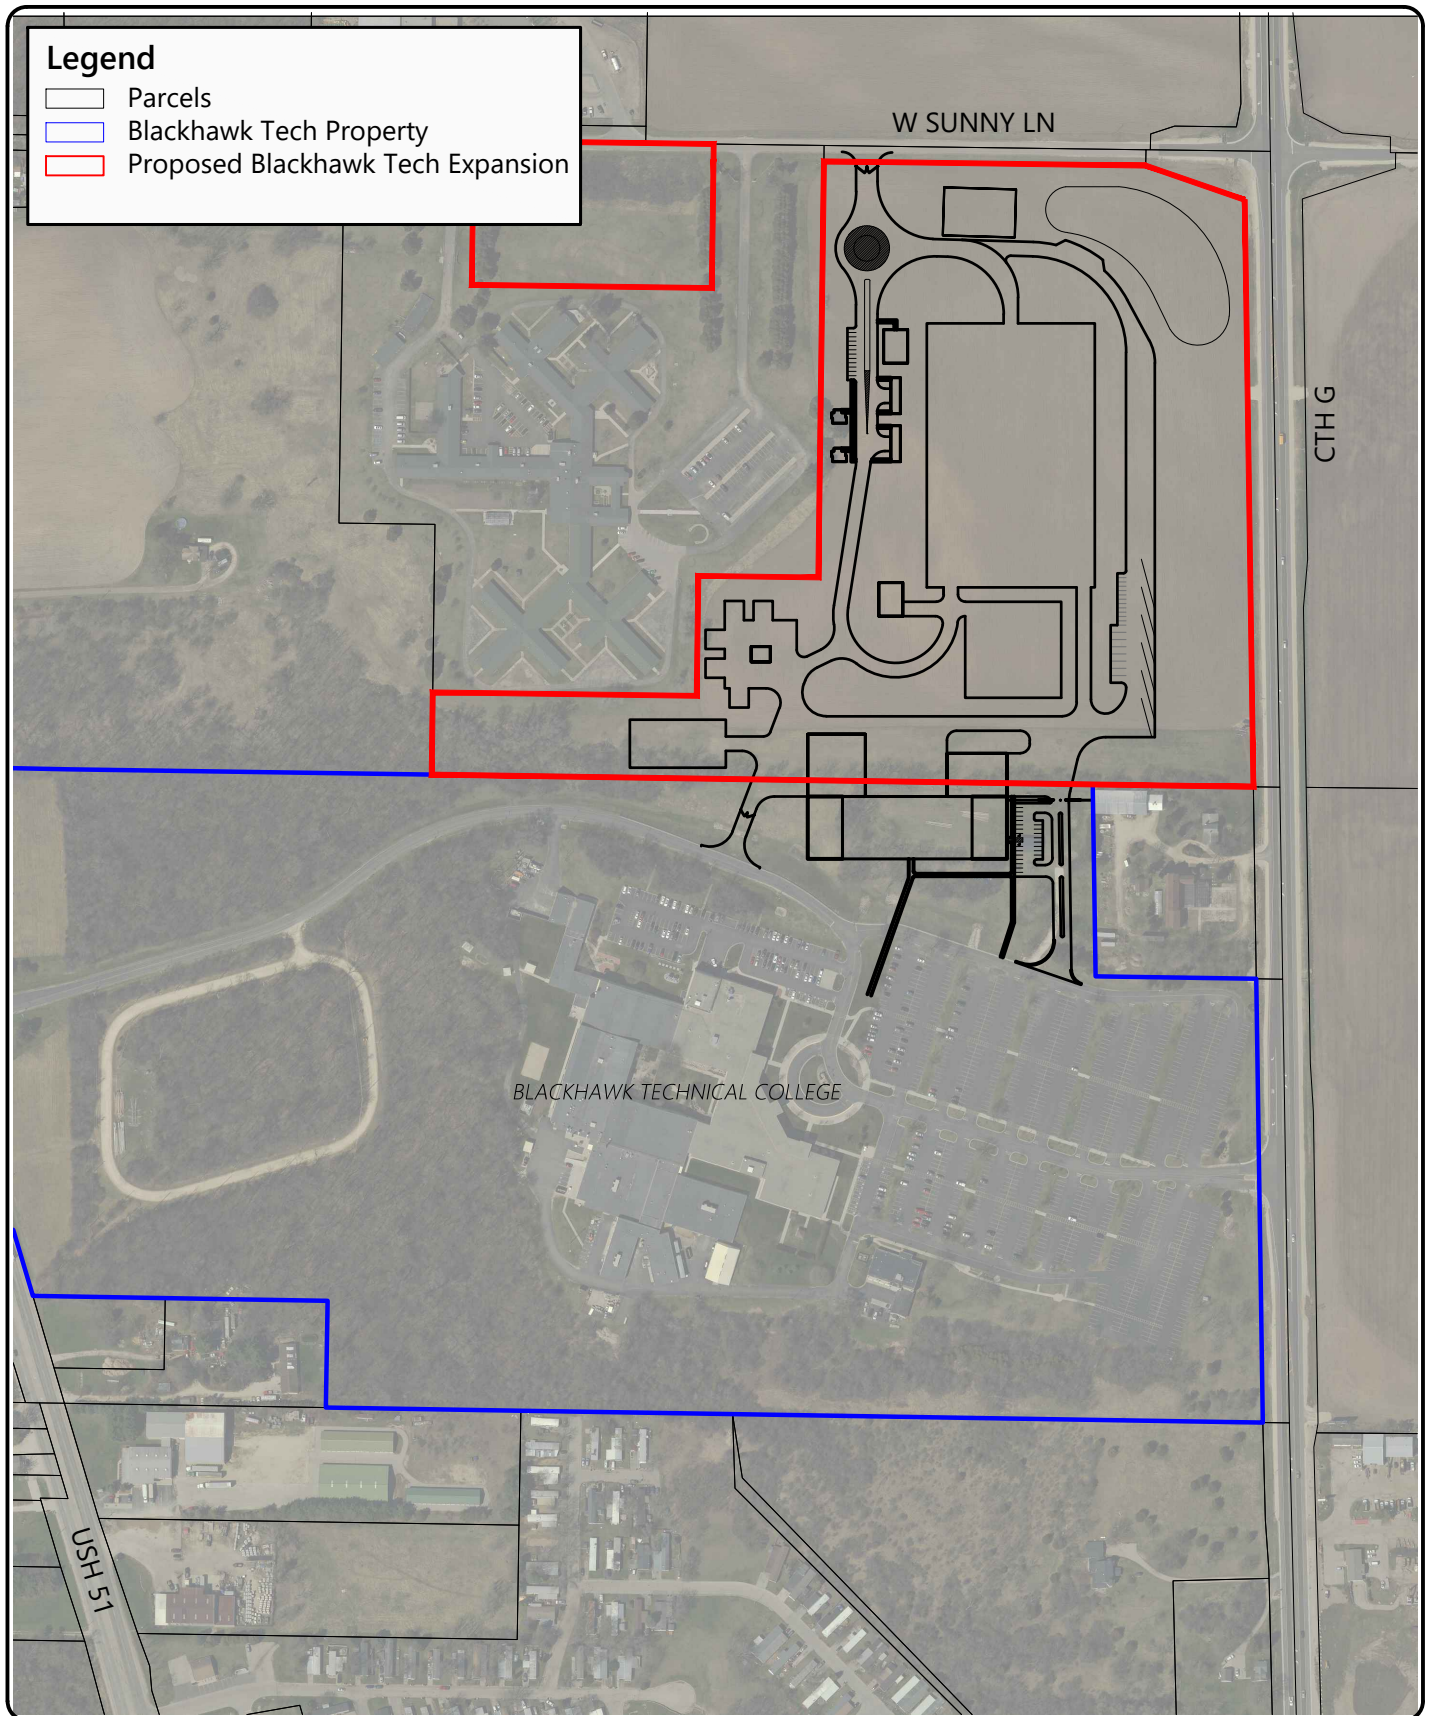 Legend
Parcels
Blackhawk Tech Property
Proposed Blackhawk Tech Expansion
W SUNNY LN
CTH G
BLACKHAWK TECHNICAL COLLEGE
USH 51